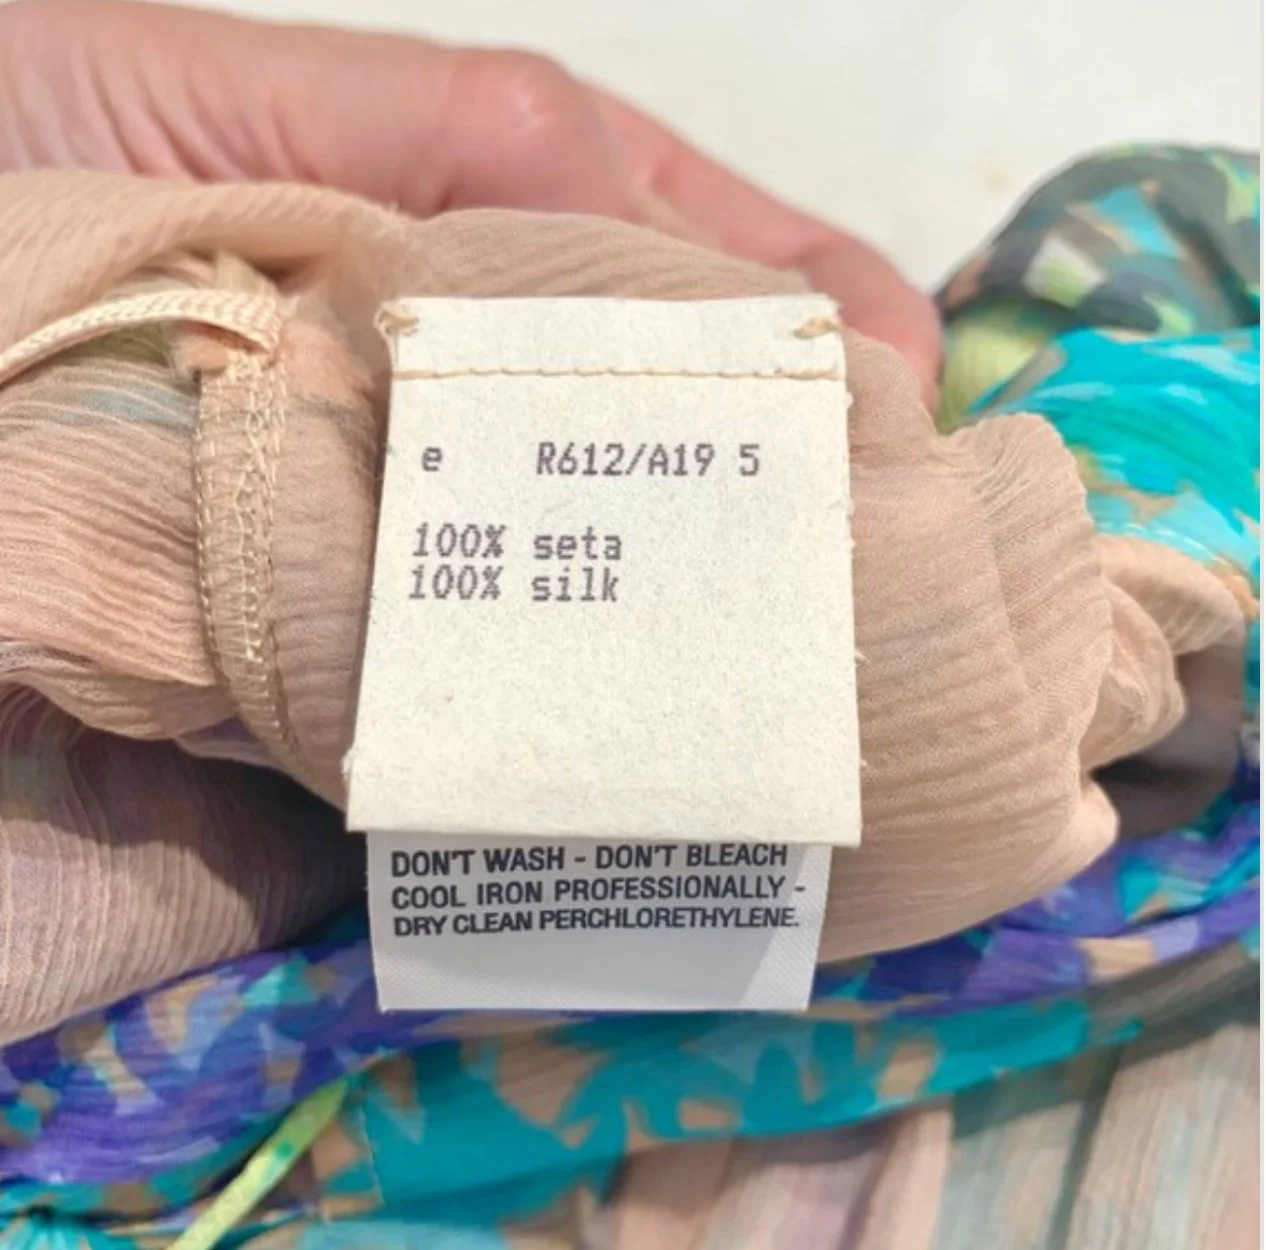 e R612/A19 5
100% seta
100% silk
DON'T WASH - DON'T BLEACH
COOL IRON PROFESSIONALLY -
DRY CLEAN PERCHLORETHYLENE.